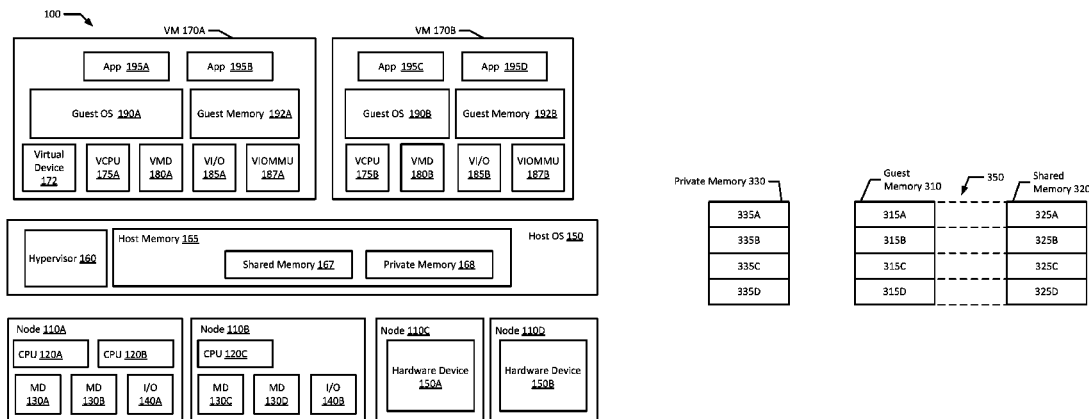 100
VM 170A
VM 170B
App 195A
App 195B
App 195C
App 195D
Guest OS 190A
Guest Memory 192A
Guest OS 190B
Guest Memory 192B
Virtual Device 172
VCPU 175A
VMD 180A
VI/O 185A
VIOMMU 187A
VCPU 175B
VMD 180B
VI/O 185B
VIOMMU 187B
Host Memory 165
Host OS 150
Hypervisor 160
Shared Memory 167
Private Memory 168
Node 110A
Node 110B
Node 110C
Node 110D
CPU 120A
CPU 120B
CPU 120C
Hardware Device 150A
Hardware Device 150B
MD 130A
MD 130B
I/O 140A
MD 130C
MD 130D
I/O 140B
Private Memory 330
Guest Memory 310
350
Shared Memory 320
335A
315A
325A
335B
315B
325B
335C
315C
325C
335D
315D
325D